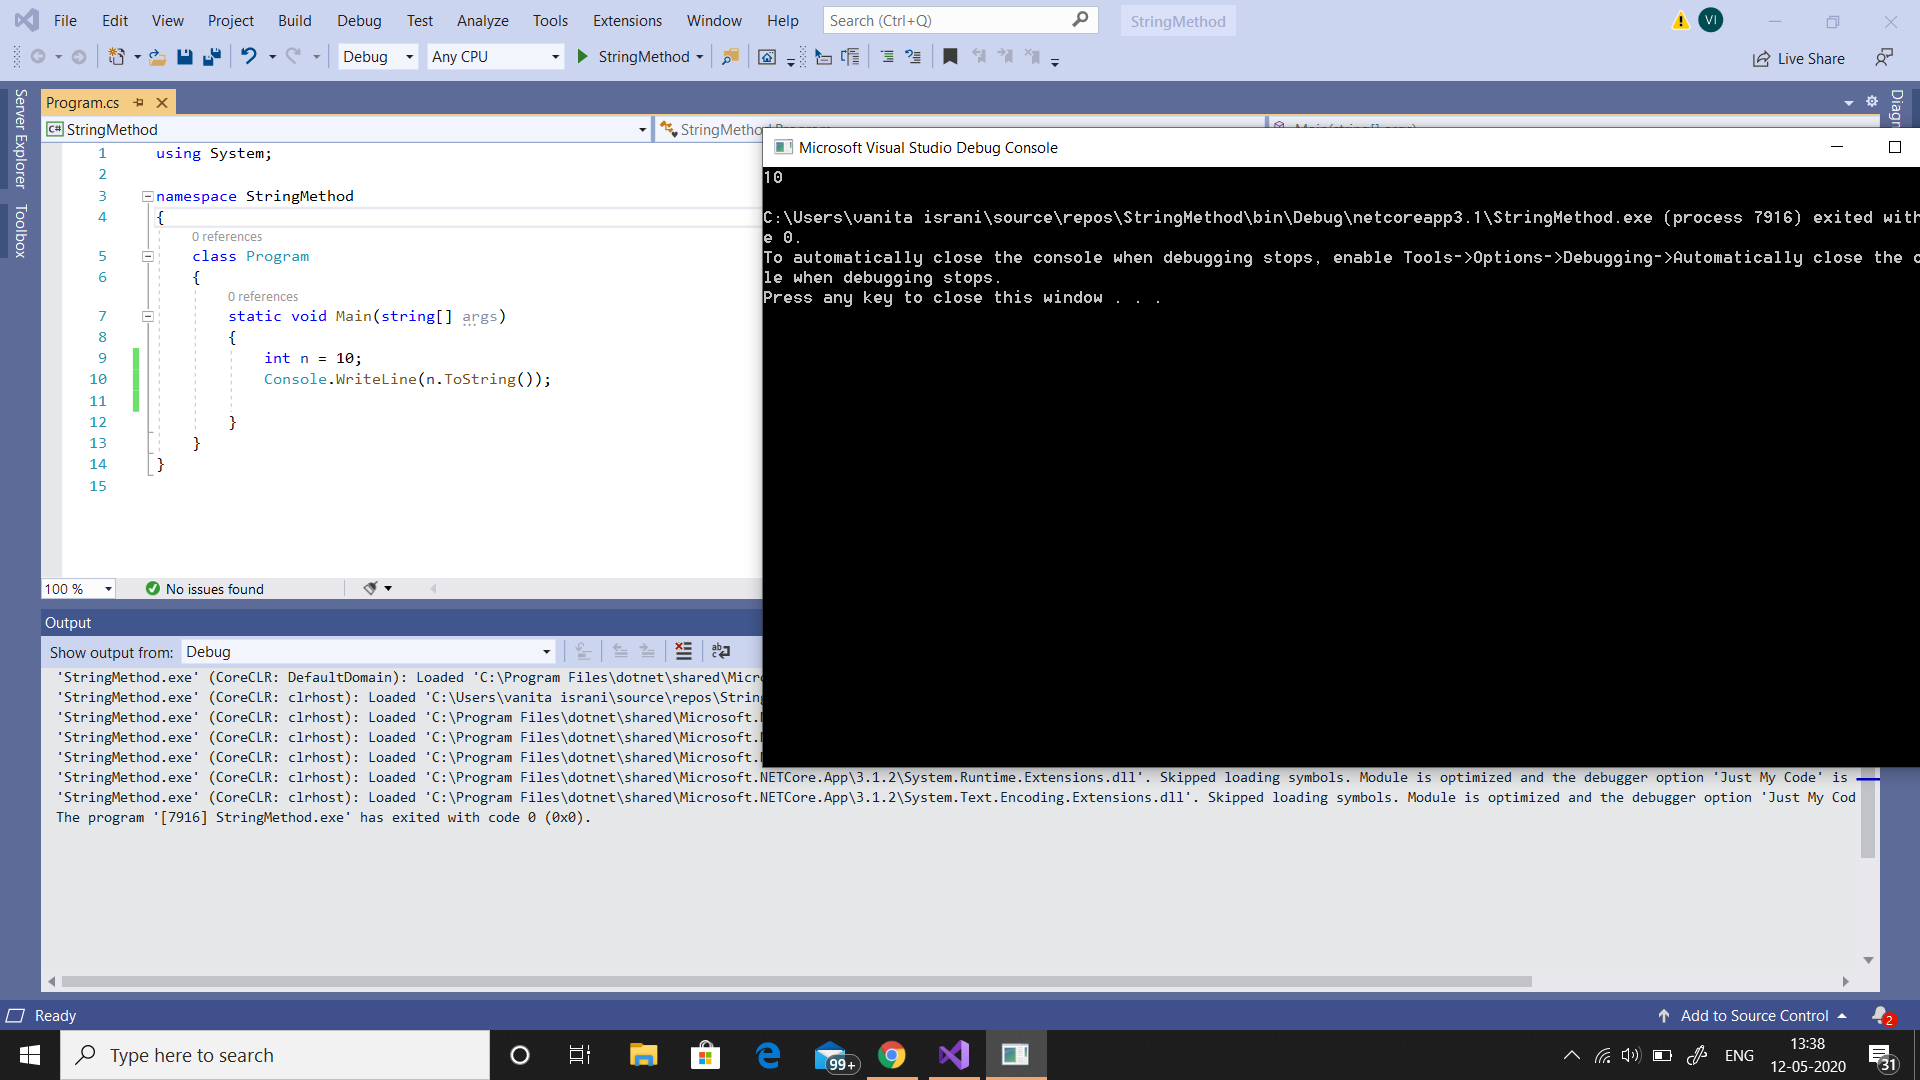 File Edit View Project Build Debug Test Analyze Tools Extensions Window Help Search (Ctrl+Q) StringMethod VI
Debug Any CPU StringMethod Live Share
Server Explorer
Toolbox
Program.cs
StringMethod StringMethod
1 using System;
2
3 namespace StringMethod
4 {
0 references
5 class Program
6 {
0 references
7 static void Main(string[] args)
8 {
9 int n = 10;
10 Console.WriteLine(n.ToString());
11
12 }
13 }
14 }
15
100 % No issues found
Microsoft Visual Studio Debug Console
10
C:\Users\vanita israni\source\repos\StringMethod\bin\Debug\netcoreapp3.1\StringMethod.exe (process 7916) exited with
e 0.
To automatically close the console when debugging stops, enable Tools->Options->Debugging->Automatically close the c
le when debugging stops.
Press any key to close this window . . .
Output
Show output from: Debug
'StringMethod.exe' (CoreCLR: DefaultDomain): Loaded 'C:\Program Files\dotnet\shared\Micro
'StringMethod.exe' (CoreCLR: clrhost): Loaded 'C:\Users\vanita israni\source\repos\String
'StringMethod.exe' (CoreCLR: clrhost): Loaded 'C:\Program Files\dotnet\shared\Microsoft.N
'StringMethod.exe' (CoreCLR: clrhost): Loaded 'C:\Program Files\dotnet\shared\Microsoft.N
'StringMethod.exe' (CoreCLR: clrhost): Loaded 'C:\Program Files\dotnet\shared\Microsoft.N
'StringMethod.exe' (CoreCLR: clrhost): Loaded 'C:\Program Files\dotnet\shared\Microsoft.NETCore.App\3.1.2\System.Runtime.Extensions.dll'. Skipped loading symbols. Module is optimized and the debugger option 'Just My Code' is
'StringMethod.exe' (CoreCLR: clrhost): Loaded 'C:\Program Files\dotnet\shared\Microsoft.NETCore.App\3.1.2\System.Text.Encoding.Extensions.dll'. Skipped loading symbols. Module is optimized and the debugger option 'Just My Cod
The program '[7916] StringMethod.exe' has exited with code 0 (0x0).
Ready Add to Source Control 2
Type here to search 99+ ENG 13:38
12-05-2020 31